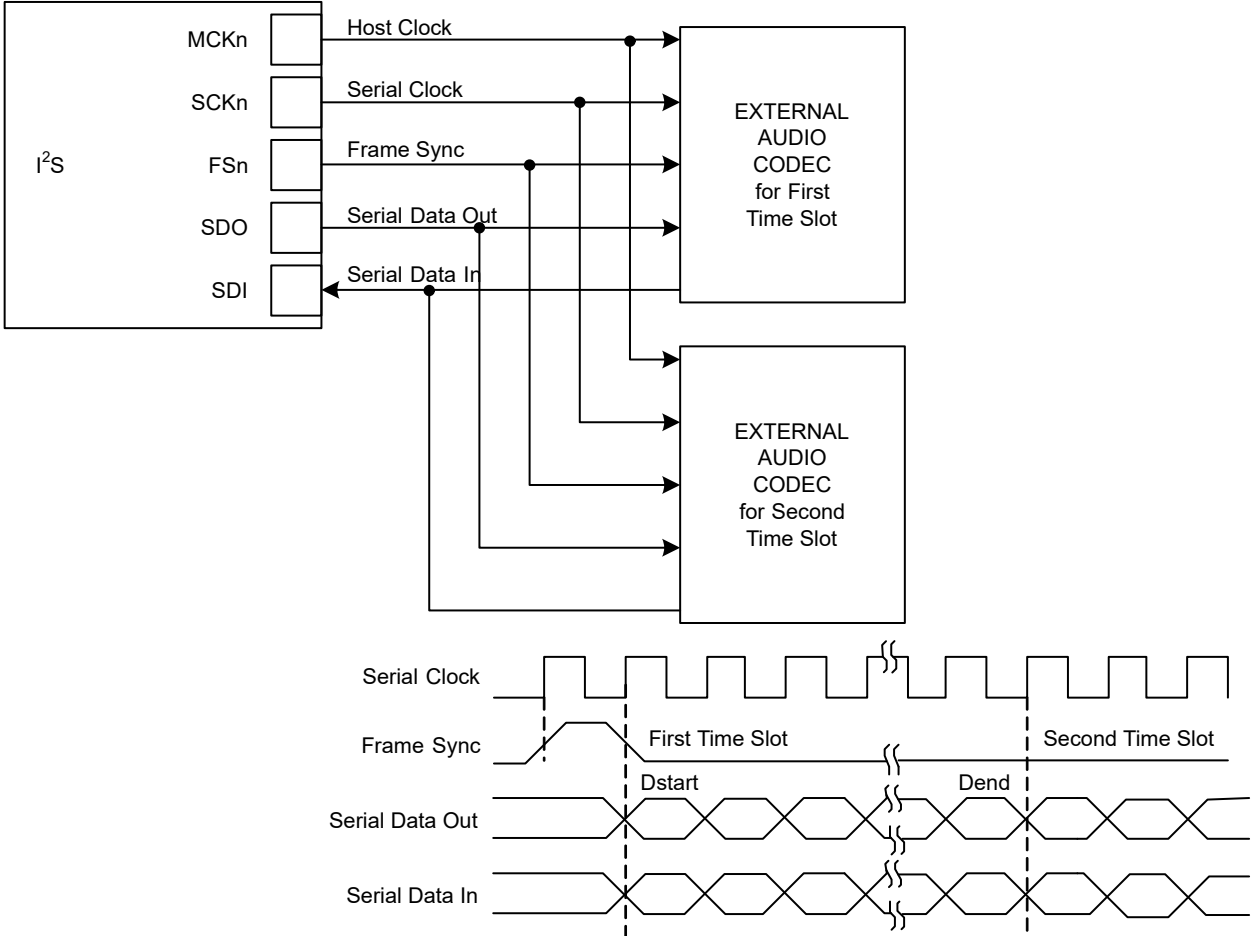 MCKn
Host Clock
SCKn
Serial Clock
I²S
FSn
Frame Sync
SDO
Serial Data Out
SDI
Serial Data In
EXTERNAL
AUDIO
CODEC
for First
Time Slot
EXTERNAL
AUDIO
CODEC
for Second
Time Slot
Serial Clock
Frame Sync
First Time Slot
Second Time Slot
Dstart
Dend
Serial Data Out
Serial Data In